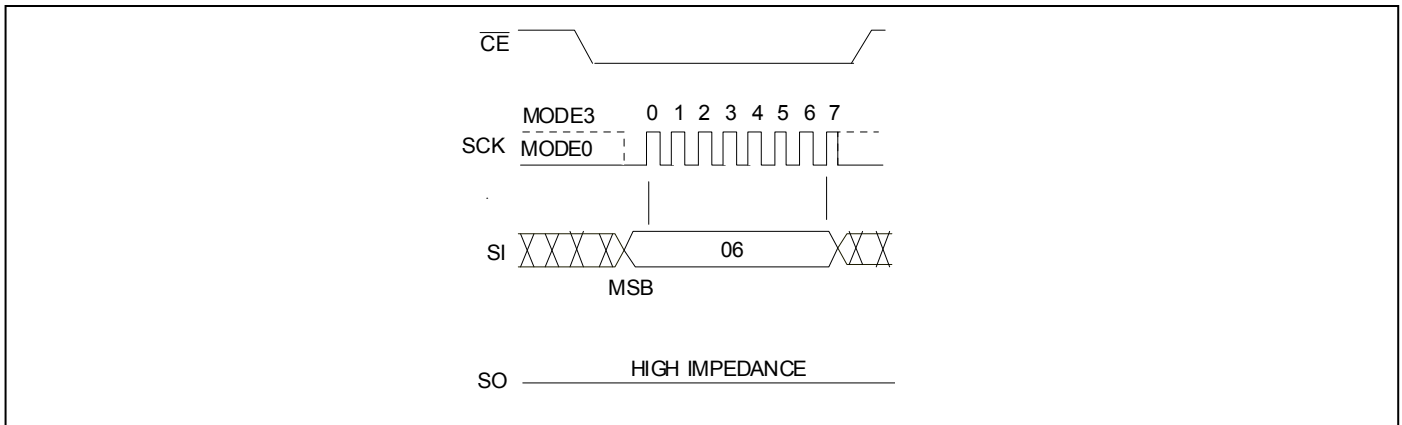 CE
MODE3 0 1 2 3 4 5 6 7
SCK MODE0
SI 06
MSB
SO HIGH IMPEDANCE